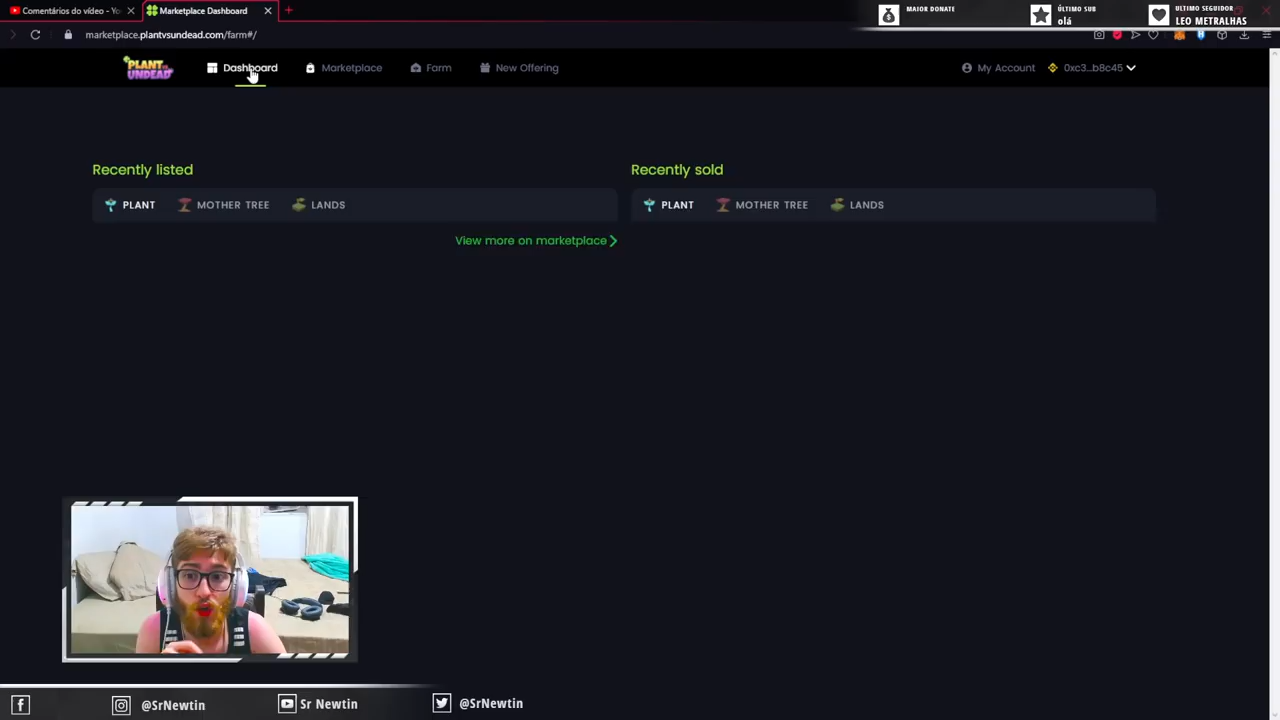 Comentários do vídeo - Yo
Marketplace Dashboard
MAIOR DONATE
ÚLTIMO SUB
olá
ULTIMO SEGUIDOR
LEO METRALHAS
marketplace.plantvsundead.com/farm#/
PLANT VS UNDEAD
Dashboard
Marketplace
Farm
New Offering
My Account
0xc3...b8c45
Recently listed
Recently sold
PLANT
MOTHER TREE
LANDS
PLANT
MOTHER TREE
LANDS
View more on marketplace
@SrNewtin
Sr Newtin
@SrNewtin